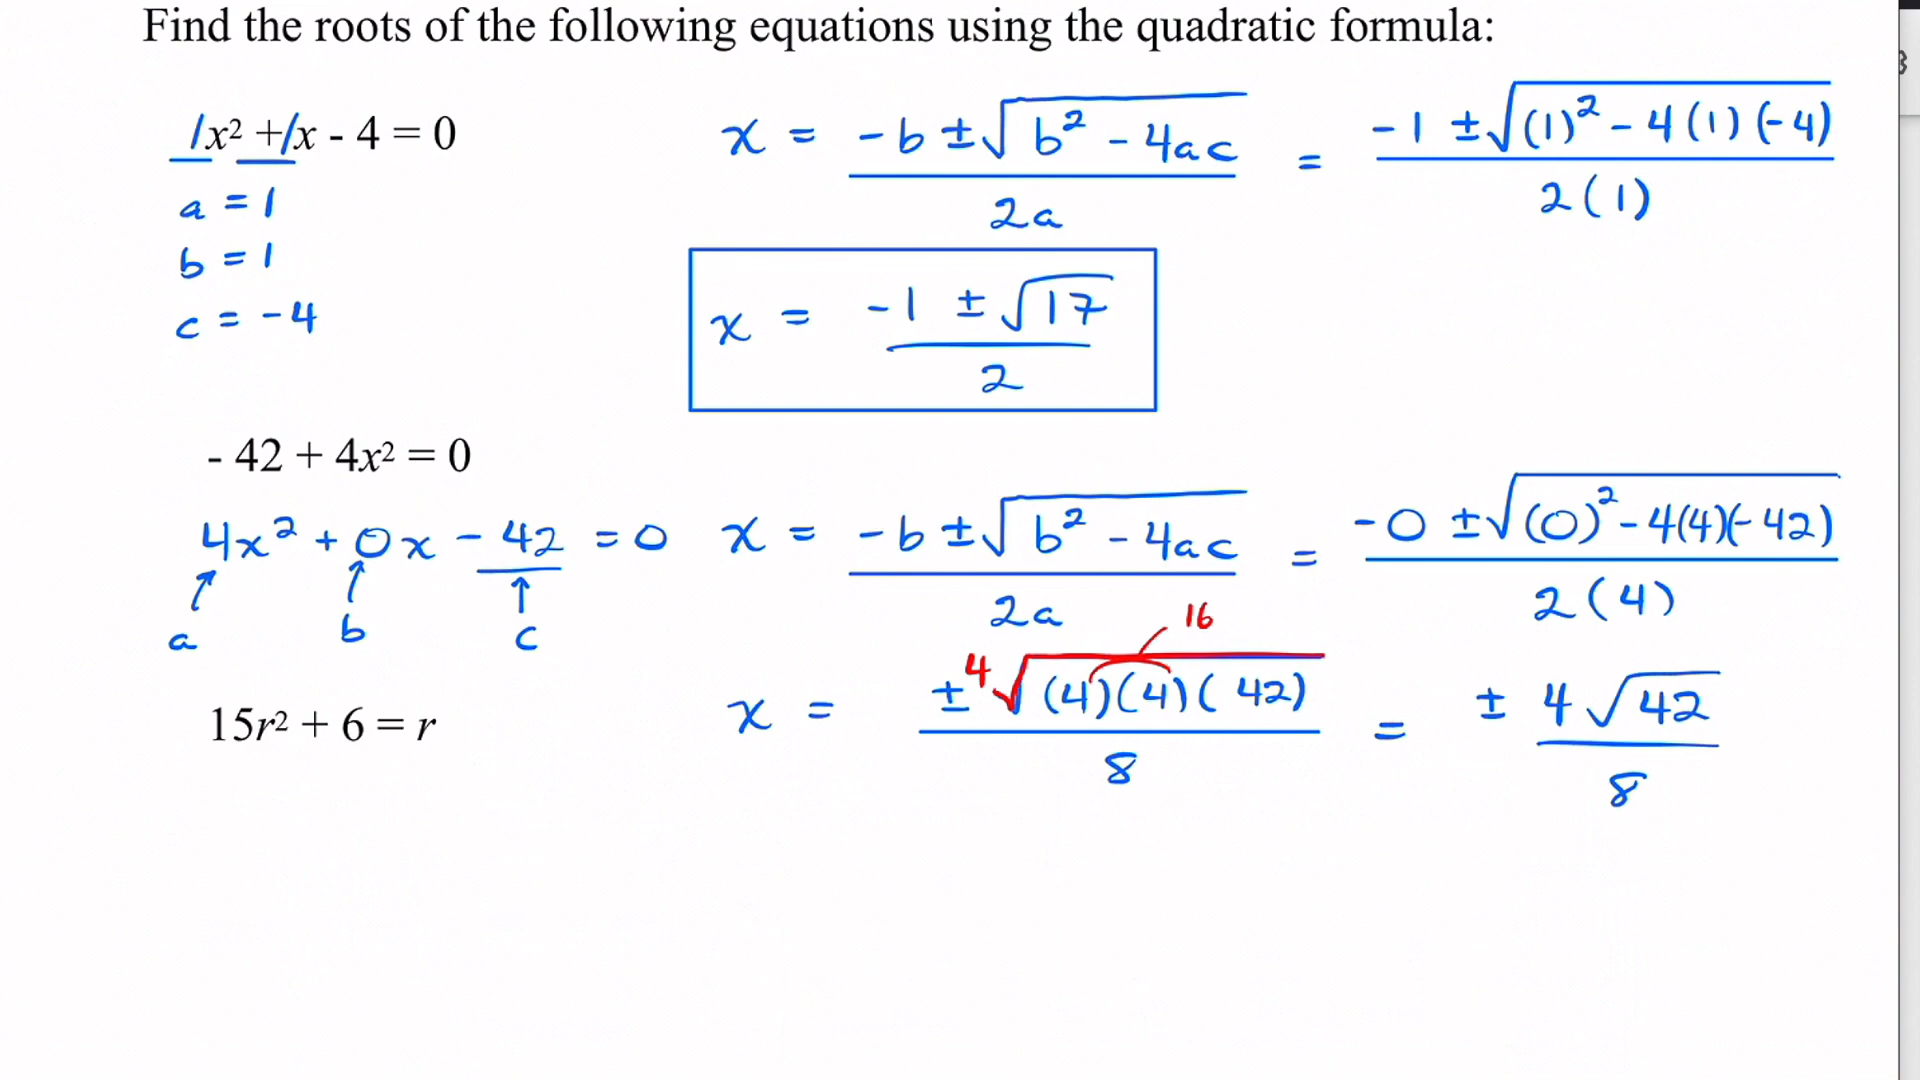 Find the roots of the following equations using the quadratic formula:
1x² + 1x - 4 = 0
x = (-b ± √(b² - 4ac)) / 2a = (-1 ± √((1)² - 4(1)(-4))) / 2(1)
a = 1
b = 1
c = -4
x = (-1 ± √17) / 2
- 42 + 4x² = 0
4x² + 0x - 42 = 0
a
b
c
x = (-b ± √(b² - 4ac)) / 2a = (-0 ± √((0)² - 4(4)(-42))) / 2(4)
16
4
x = ± √((4)(4)(42)) / 8 = ± 4√42 / 8
15r² + 6 = r